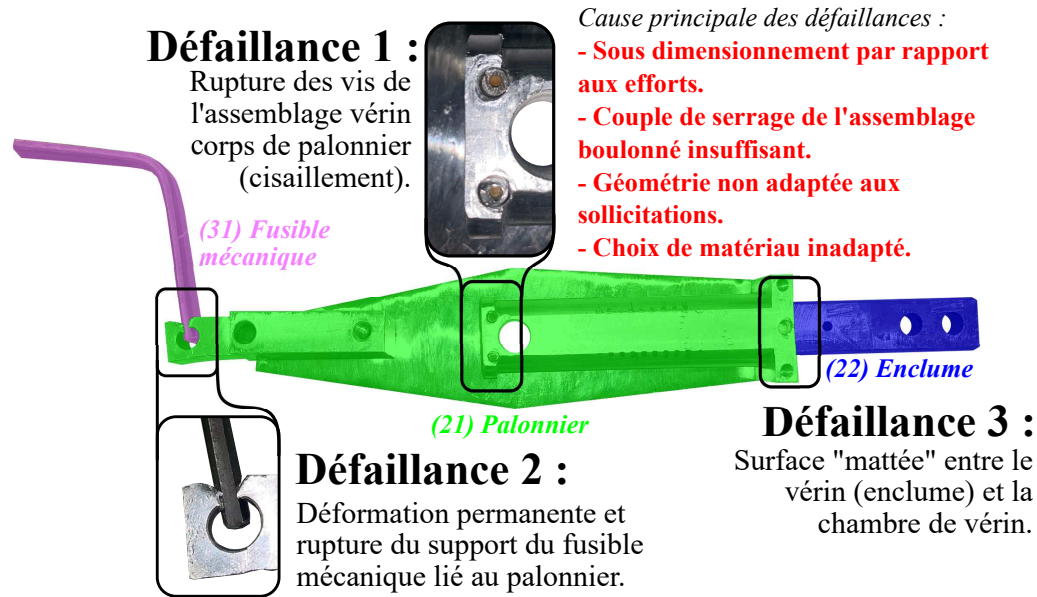 Défaillance 1 :
Rupture des vis de
l'assemblage vérin
corps de palonnier
(cisaillement).
Cause principale des défaillances :
- Sous dimensionnement par rapport
aux efforts.
- Couple de serrage de l'assemblage
boulonné insuffisant.
- Géométrie non adaptée aux
sollicitations.
- Choix de matériau inadapté.
(31) Fusible
mécanique
(22) Enclume
(21) Palonnier
Défaillance 2 :
Déformation permanente et
rupture du support du fusible
mécanique lié au palonnier.
Défaillance 3 :
Surface "mattée" entre le
vérin (enclume) et la
chambre de vérin.